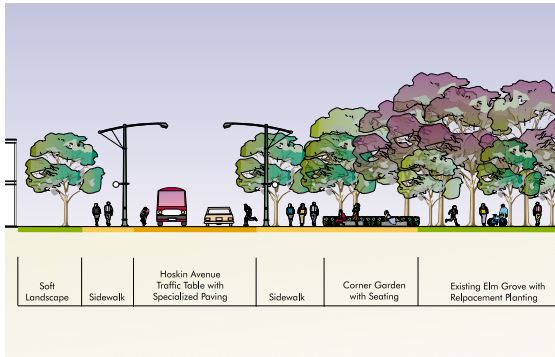 Soft
Landscape
Sidewalk
Hoskin Avenue
Traffic Table with
Specialized Paving
Sidewalk
Corner Garden
with Seating
Existing Elm Grove with
Relpacement Planting